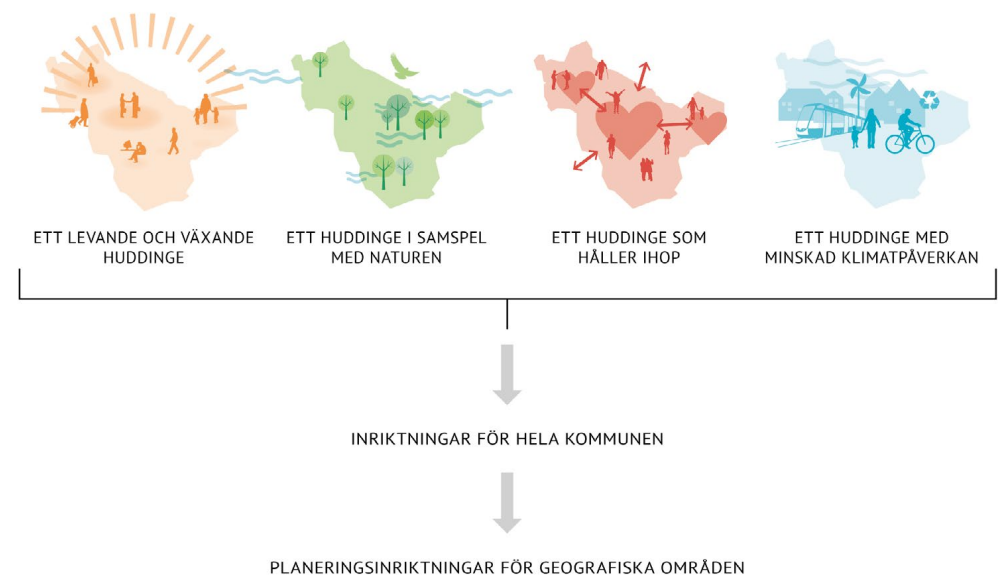 ETT LEVANDE OCH VÄXANDE
HUDDINGE
ETT HUDDINGE I SAMSPEL
MED NATUREN
ETT HUDDINGE SOM
HÅLLER IHOP
ETT HUDDINGE MED
MINSKAD KLIMATPÅVERKAN
INRIKTNINGAR FÖR HELA KOMMUNEN
PLANERINGSINRIKTNINGAR FÖR GEOGRAFISKA OMRÅDEN